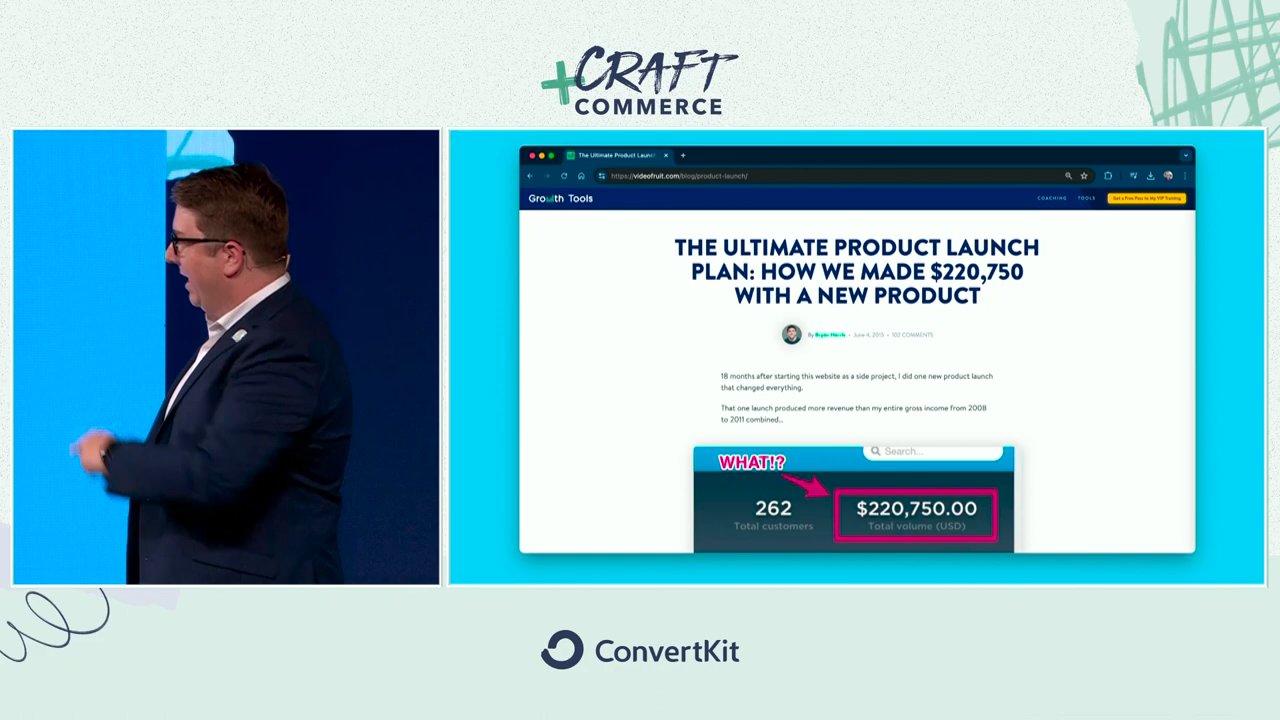 CRAFT
COMMERCE
The Ultimate Product Launc
https://videofruit.com/blog/product-launch/
Growth Tools
COACHING
TOOLS
Get a Free Pass to My VIP Training
THE ULTIMATE PRODUCT LAUNCH
PLAN: HOW WE MADE $220,750
WITH A NEW PRODUCT
By Bryan Harris • June 4, 2015 • 102 COMMENTS
18 months after starting this website as a side project, I did one new product launch
that changed everything.
That one launch produced more revenue than my entire gross income from 2008
to 2011 combined...
Search...
WHAT!?
262
Total customers
$220,750.00
Total volume (USD)
ConvertKit